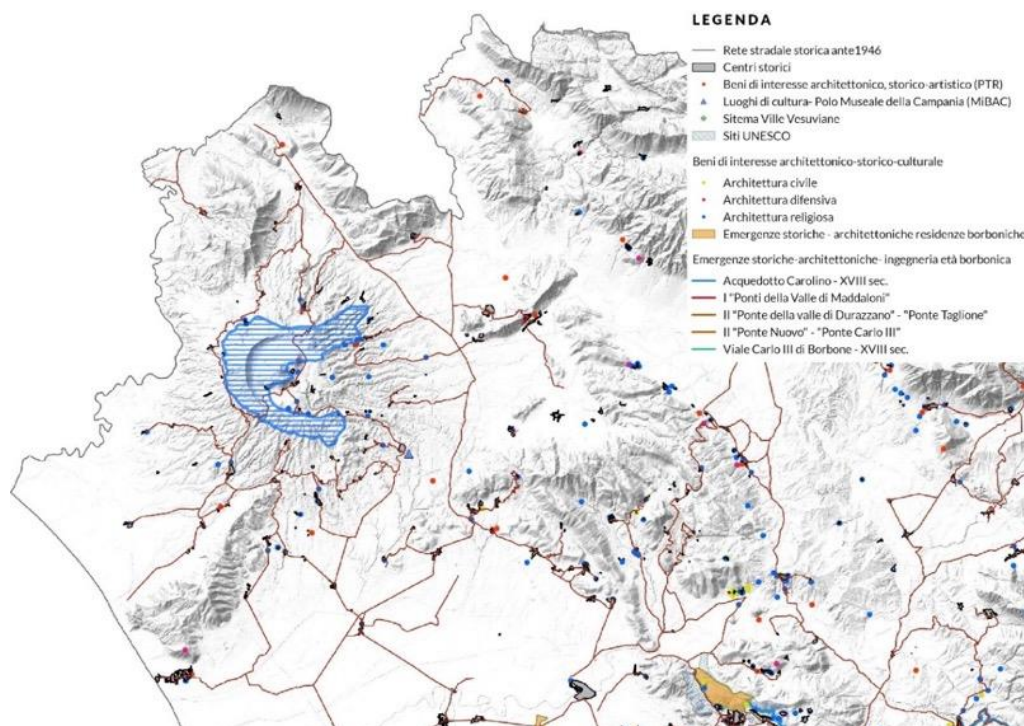 LEGENDA
Rete stradale storica ante1946
Centri storici
Beni di interesse architettonico, storico-artistico (PTR)
Luoghi di cultura- Polo Museale della Campania (MiBAC)
Sitema Ville Vesuviane
Siti UNESCO
Beni di interesse architettonico-storico-culturale
Architettura civile
Architettura difensiva
Architettura religiosa
Emergenze storiche - architettoniche residenze borboniche
Emergenze storiche-architettoniche- ingegneria età borbonica
Acquedotto Carolino - XVIII sec.
I "Ponti della Valle di Maddaloni"
Il "Ponte della valle di Durazzano" - "Ponte Taglione"
Il "Ponte Nuovo" - "Ponte Carlo III"
Viale Carlo III di Borbone - XVIII sec.